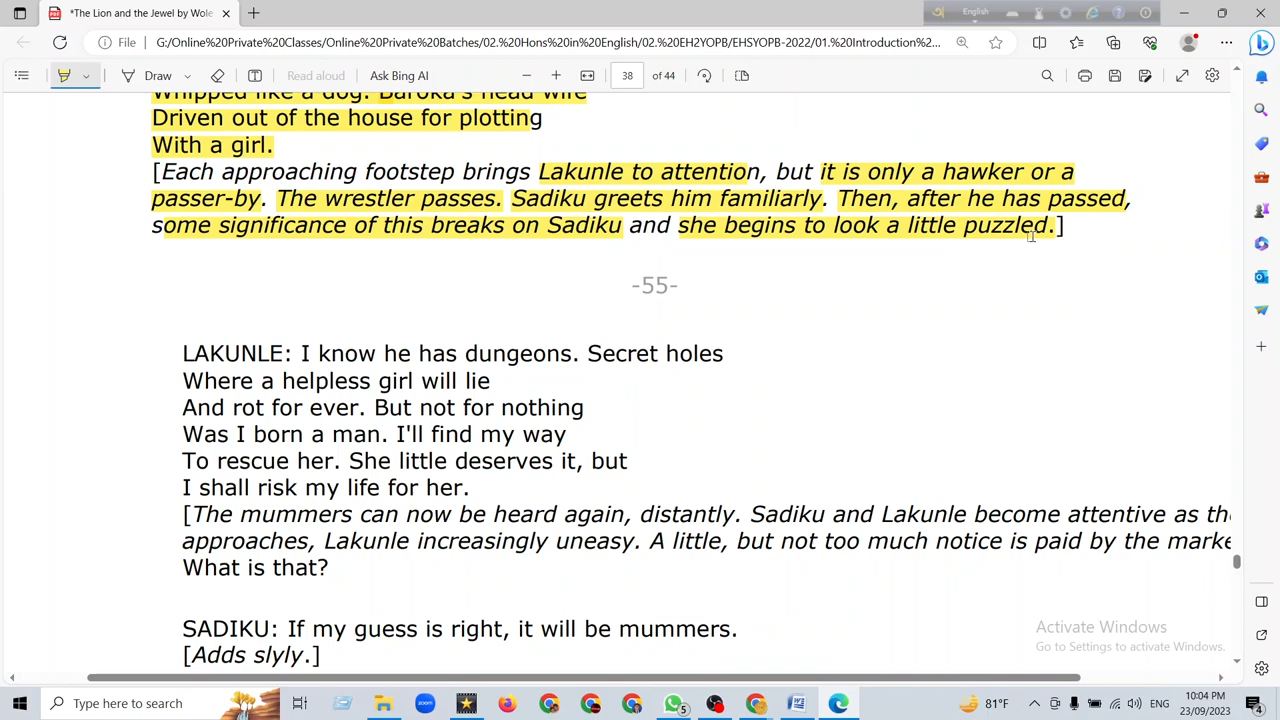 *The Lion and the Jewel by Wole
English
File
G:/Online%20Private%20Classes/Online%20Private%20Batches/02.%20Hons%20in%20English/02.%20EH2YOPB/EHSYOPB-2022/01.%20Introduction%...
Draw
Read aloud
Ask Bing AI
38 of 44
Whipped like a dog. Baroka's head wife
Driven out of the house for plotting
With a girl.
[Each approaching footstep brings Lakunle to attention, but it is only a hawker or a
passer-by. The wrestler passes. Sadiku greets him familiarly. Then, after he has passed,
some significance of this breaks on Sadiku and she begins to look a little puzzled.]
-55-
LAKUNLE: I know he has dungeons. Secret holes
Where a helpless girl will lie
And rot for ever. But not for nothing
Was I born a man. I'll find my way
To rescue her. She little deserves it, but
I shall risk my life for her.
[The mummers can now be heard again, distantly. Sadiku and Lakunle become attentive as the
approaches, Lakunle increasingly uneasy. A little, but not too much notice is paid by the marke
What is that?
SADIKU: If my guess is right, it will be mummers.
[Adds slyly.]
Activate Windows
Go to Settings to activate Windows.
Type here to search
5
81°F
ENG
10:04 PM
23/09/2023
4